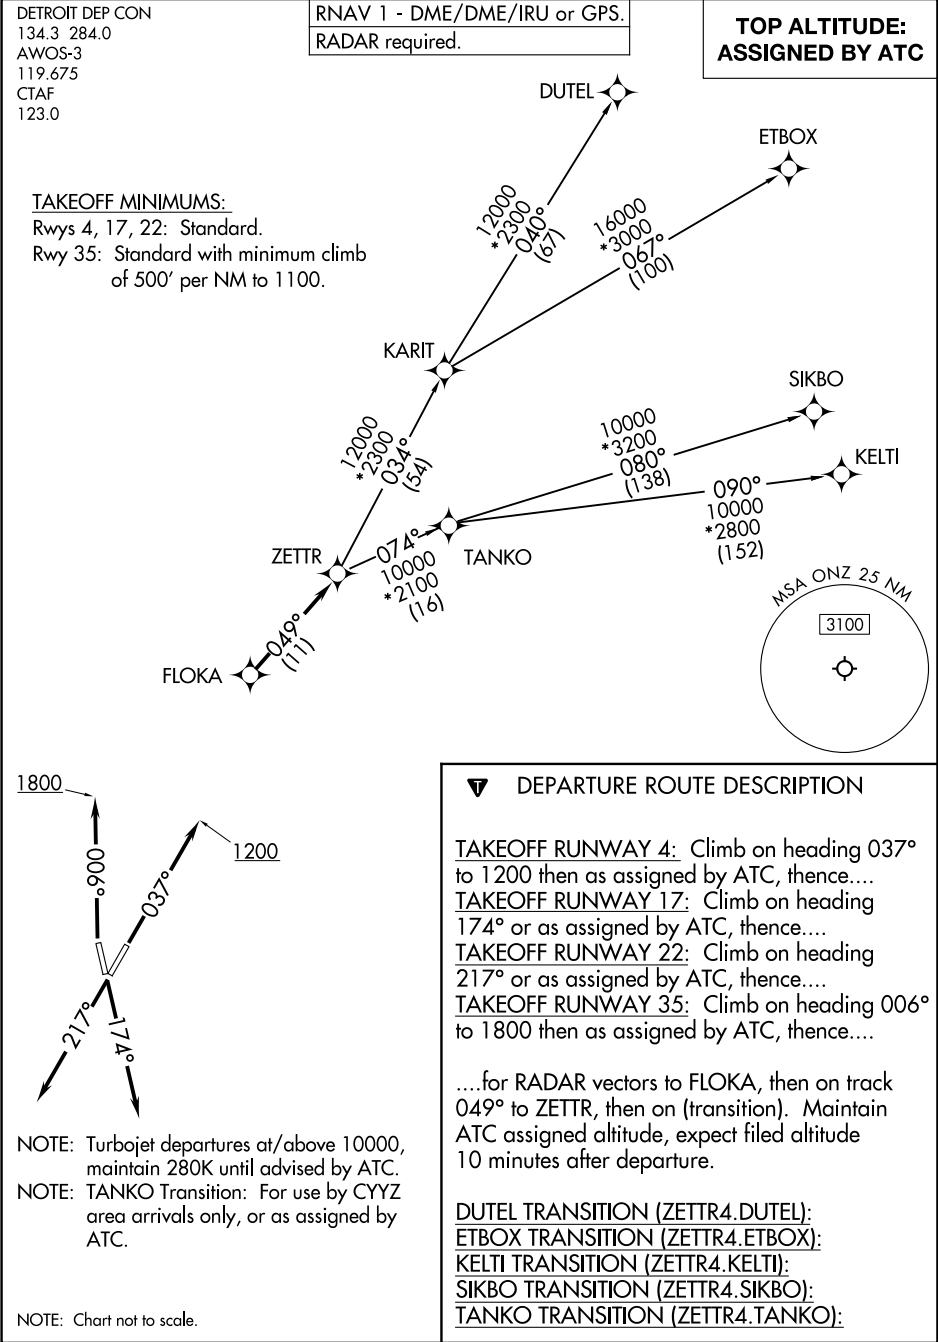 DETROIT DEP CON
134.3 284.0
AWOS-3
119.675
CTAF
123.0
RNAV 1 - DME/DME/IRU or GPS.
RADAR required.
TOP ALTITUDE:
ASSIGNED BY ATC
TAKEOFF MINIMUMS:
Rwys 4, 17, 22: Standard.
Rwy 35: Standard with minimum climb
of 500' per NM to 1100.
DUTEL
ETBOX
12000
*2300
040°
(67)
16000
*3000
067°
(100)
KARIT
SIKBO
12000
*2300
034°
(54)
10000
*3200
080°
(138)
KELTI
090°
10000
*2800
(152)
ZETTR
074°
10000
*2100
(16)
TANKO
049°
(11)
FLOKA
MSA ONZ 25 NM
3100
1800
1200
006°
037°
217°
174°
NOTE: Turbojet departures at/above 10000,
maintain 280K until advised by ATC.
NOTE: TANKO Transition: For use by CYYZ
area arrivals only, or as assigned by
ATC.
NOTE: Chart not to scale.
T DEPARTURE ROUTE DESCRIPTION
TAKEOFF RUNWAY 4: Climb on heading 037°
to 1200 then as assigned by ATC, thence....
TAKEOFF RUNWAY 17: Climb on heading
174° or as assigned by ATC, thence....
TAKEOFF RUNWAY 22: Climb on heading
217° or as assigned by ATC, thence....
TAKEOFF RUNWAY 35: Climb on heading 006°
to 1800 then as assigned by ATC, thence....
....for RADAR vectors to FLOKA, then on track
049° to ZETTR, then on (transition). Maintain
ATC assigned altitude, expect filed altitude
10 minutes after departure.
DUTEL TRANSITION (ZETTR4.DUTEL):
ETBOX TRANSITION (ZETTR4.ETBOX):
KELTI TRANSITION (ZETTR4.KELTI):
SIKBO TRANSITION (ZETTR4.SIKBO):
TANKO TRANSITION (ZETTR4.TANKO):